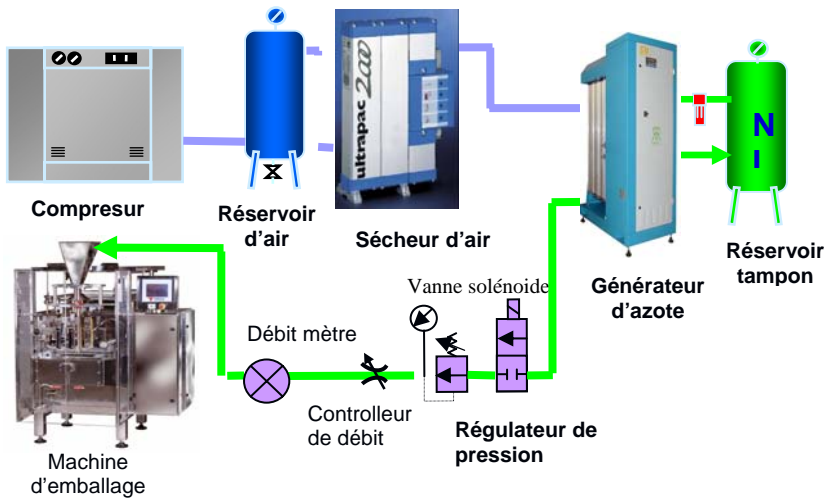 ultrapac 2000
N
I
Compresur
Réservoir
d'air
Sécheur d'air
Générateur
d'azote
Réservoir
tampon
Vanne solénoide
Débit mètre
Controlleur
de débit
Régulateur de
pression
Machine
d'emballage